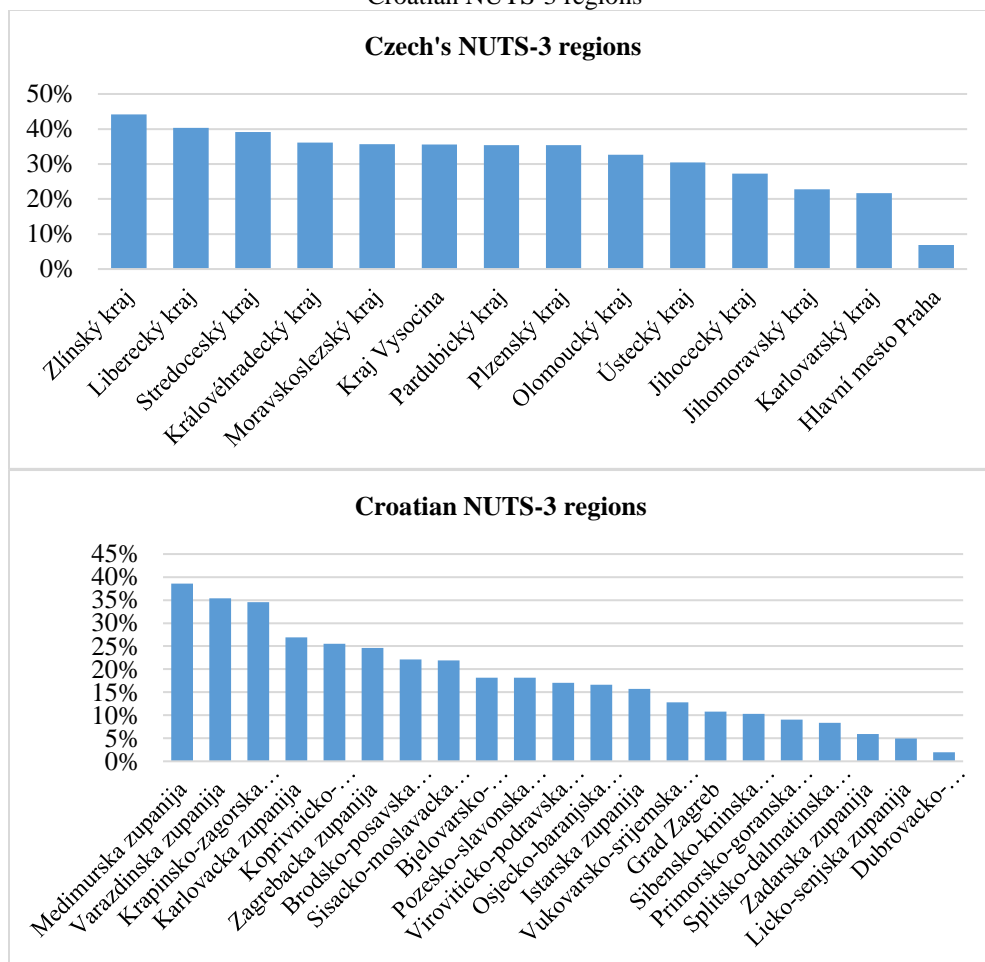 Croatian NUTS-3 regions
Czech's NUTS-3 regions
50%
40%
30%
20%
10%
0%
Zlínský kraj
Liberecký kraj
Stredoceský kraj
Královéhradecký kraj
Moravskoslezský kraj
Kraj Vysocina
Pardubický kraj
Plzenský kraj
Olomoucký kraj
Ústecký kraj
Jihocecký kraj
Jihomoravský kraj
Karlovarský kraj
Hlavní mesto Praha
Croatian NUTS-3 regions
45%
40%
35%
30%
25%
20%
15%
10%
5%
0%
Medimurska zupanija
Varazdinska zupanija
Krapinsko-zagorska…
Karlovacka zupanija
Koprivnicko-…
Zagrebacka zupanija
Brodsko-posavska…
Sisacko-moslavacka…
Bjelovarsko-…
Pozesko-slavonska…
Viroviticko-podravska…
Osjecko-baranjska…
Istarska zupanija
Vukovarsko-srijemska…
Grad Zagreb
Sibensko-kninska…
Primorsko-goranska…
Splitsko-dalmatinska…
Zadarska zupanija
Licko-senjska zupanija
Dubrovacko-…